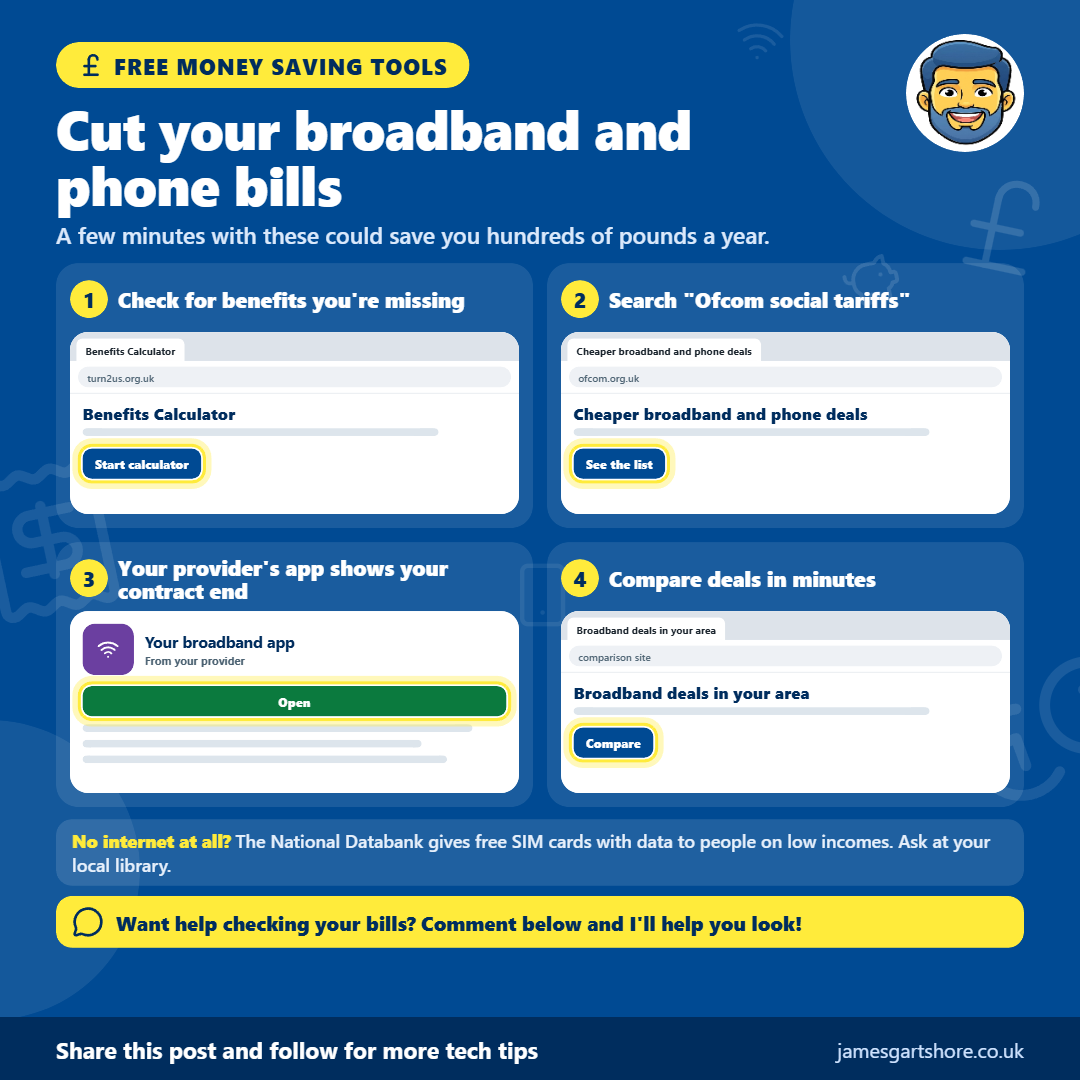 £ FREE MONEY SAVING TOOLS
Cut your broadband and
phone bills
A few minutes with these could save you hundreds of pounds a year.
1 Check for benefits you're missing
Benefits Calculator
turn2us.org.uk
Benefits Calculator
Start calculator
2 Search "Ofcom social tariffs"
Cheaper broadband and phone deals
ofcom.org.uk
Cheaper broadband and phone deals
See the list
3 Your provider's app shows your
contract end
Your broadband app
From your provider
Open
4 Compare deals in minutes
Broadband deals in your area
comparison site
Broadband deals in your area
Compare
No internet at all? The National Databank gives free SIM cards with data to people on low incomes. Ask at your
local library.
Want help checking your bills? Comment below and I'll help you look!
Share this post and follow for more tech tips
jamesgartshore.co.uk